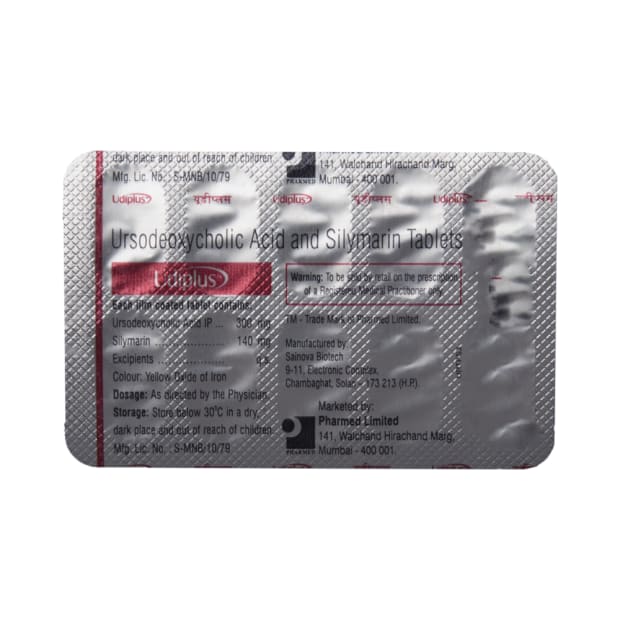 dark place and out of reach of children.
Mfg. Lic. No. : S-MNB/10/79
PHARMED
141, Walchand Hirachand Marg,
Mumbai - 400 001.
Udiplus यूडीप्लस Udiplus यूडीप्लस Udiplus यूडीप्लस
Ursodeoxycholic Acid and Silymarin Tablets
Udiplus
Each film coated tablet contains:
Ursodeoxycholic Acid IP ... 300 mg
Silymarin .................. 140 mg
Excipients .................. q.s.
Colour: Yellow Oxide of Iron
Dosage: As directed by the Physician.
Storage: Store below 30°C in a dry,
dark place and out of reach of children.
Mfg. Lic. No. : S-MNB/10/79
Warning: To be sold by retail on the prescription
of a Registered Medical Practitioner only.
TM - Trade Mark of Pharmed Limited.
Manufactured by:
Sainova Biotech
9-11, Electronic Complex,
Chambaghat, Solan - 173 213 (H.P.)
Marketed by:
Pharmed Limited
141, Walchand Hirachand Marg,
Mumbai - 400 001.
PHARMED